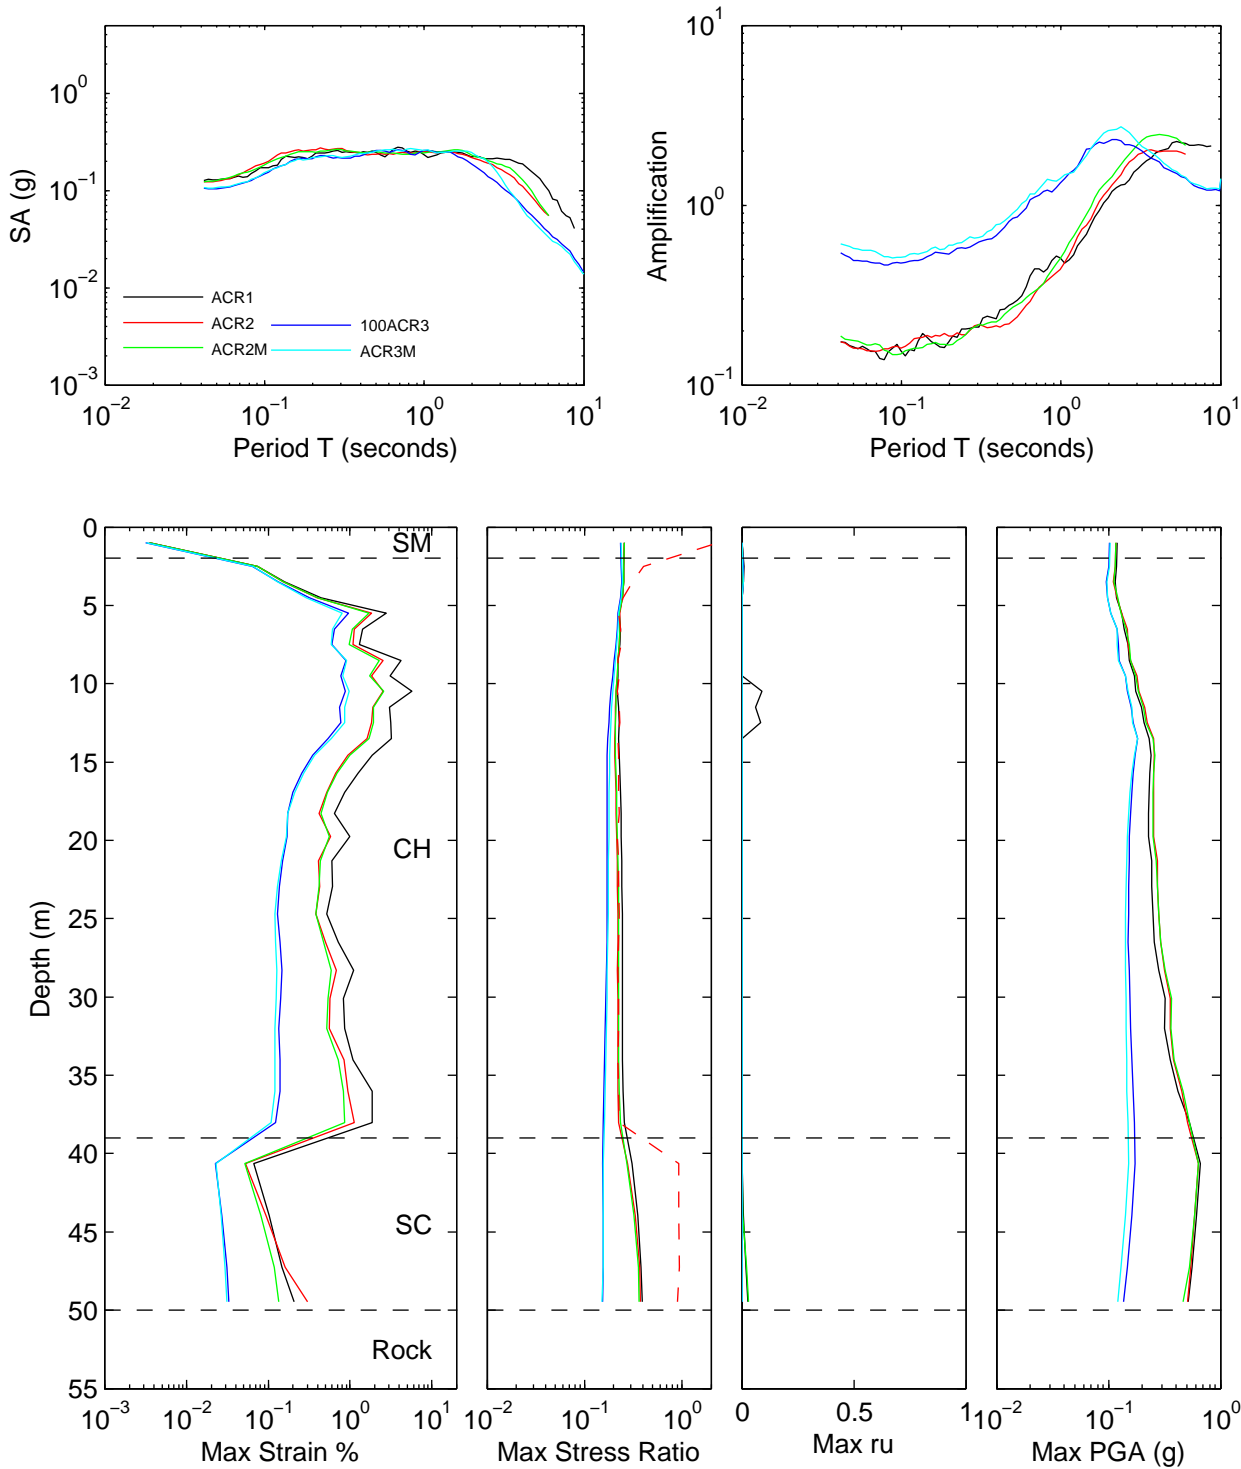 10^0
10^-1
10^-2
10^-3
SA (g)
ACR1
ACR2
ACR2M
100ACR3
ACR3M
10^-2
10^-1
10^0
10^1
Period T (seconds)
10^1
10^0
10^-1
Amplification
10^-2
10^-1
10^0
10^1
Period T (seconds)
0
5
10
15
20
25
30
35
40
45
50
55
Depth (m)
SM
CH
SC
Rock
10^-3
10^-2
10^-1
10^0
10^1
Max Strain %
10^-2
10^-1
10^0
Max Stress Ratio
0
0.5
1
Max ru
10^-2
10^-1
10^0
Max PGA (g)